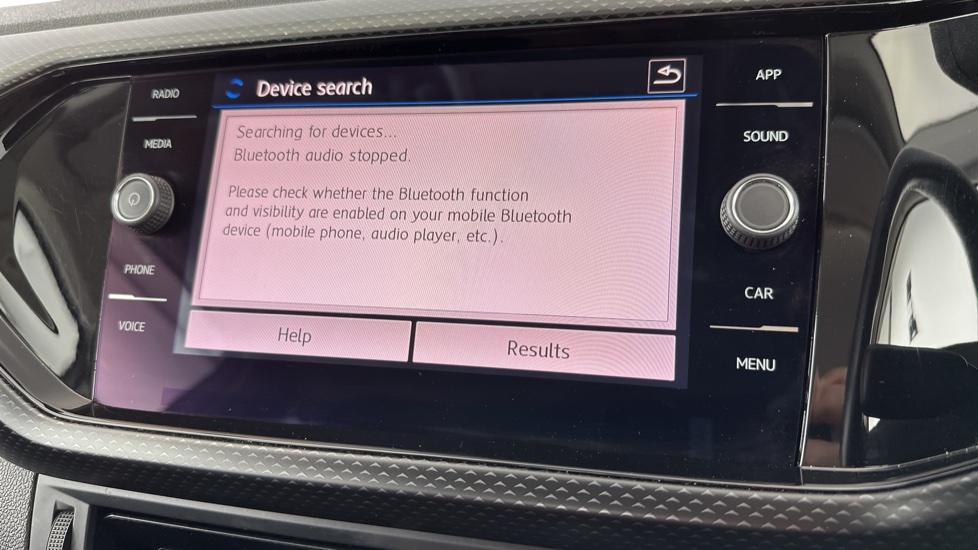 RADIO
MEDIA
PHONE
VOICE
Device search
Searching for devices...
Bluetooth audio stopped.
Please check whether the Bluetooth function
and visibility are enabled on your mobile Bluetooth
device (mobile phone, audio player, etc.).
Help
Results
APP
SOUND
CAR
MENU